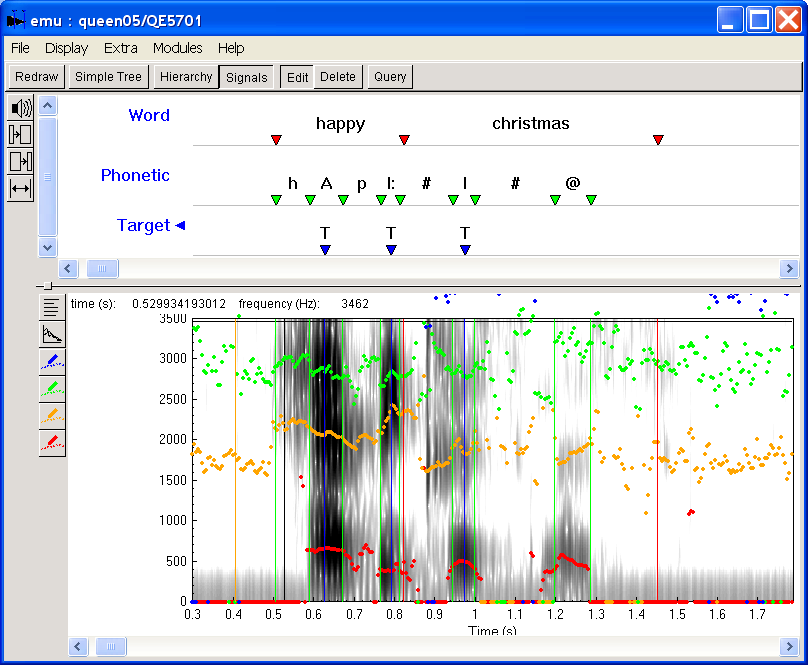 emu : queen05/QE5701
File Display Extra Modules Help
Redraw Simple Tree Hierarchy Signals Edit Delete Query
Word happy christmas
Phonetic h A p I: # I # @
Target T T T
time (s): 0.529934193012 frequency (Hz): 3462
3500
3000
2500
2000
1500
1000
500
0
0.3 0.4 0.5 0.6 0.7 0.8 0.9 1 1.1 1.2 1.3 1.4 1.5 1.6 1.7
Time (s)